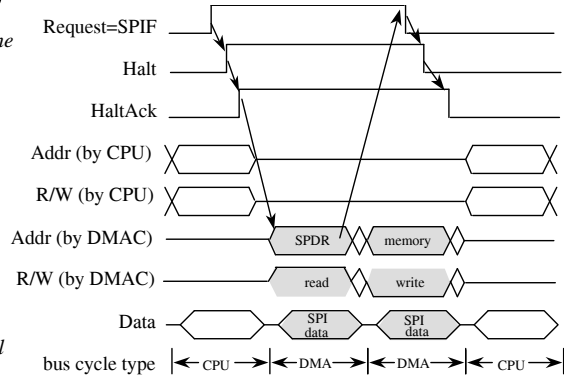 Request=SPIF
ne
Halt
HaltAck
Addr (by CPU)
R/W (by CPU)
Addr (by DMAC) SPDR memory
R/W (by DMAC) read write
Data SPI data SPI data
l
bus cycle type CPU DMA DMA CPU